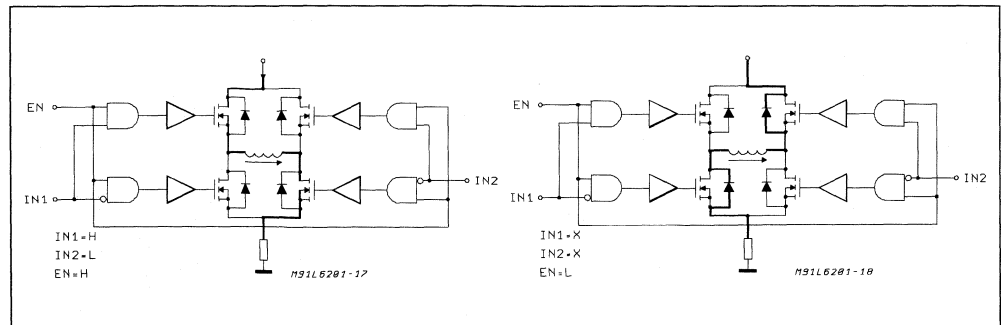 EN
IN1
IN2
IN1=H
IN2=L
EN=H
M91L6201-17
EN
IN1
IN2
IN1=X
IN2=X
EN=L
M91L6201-18